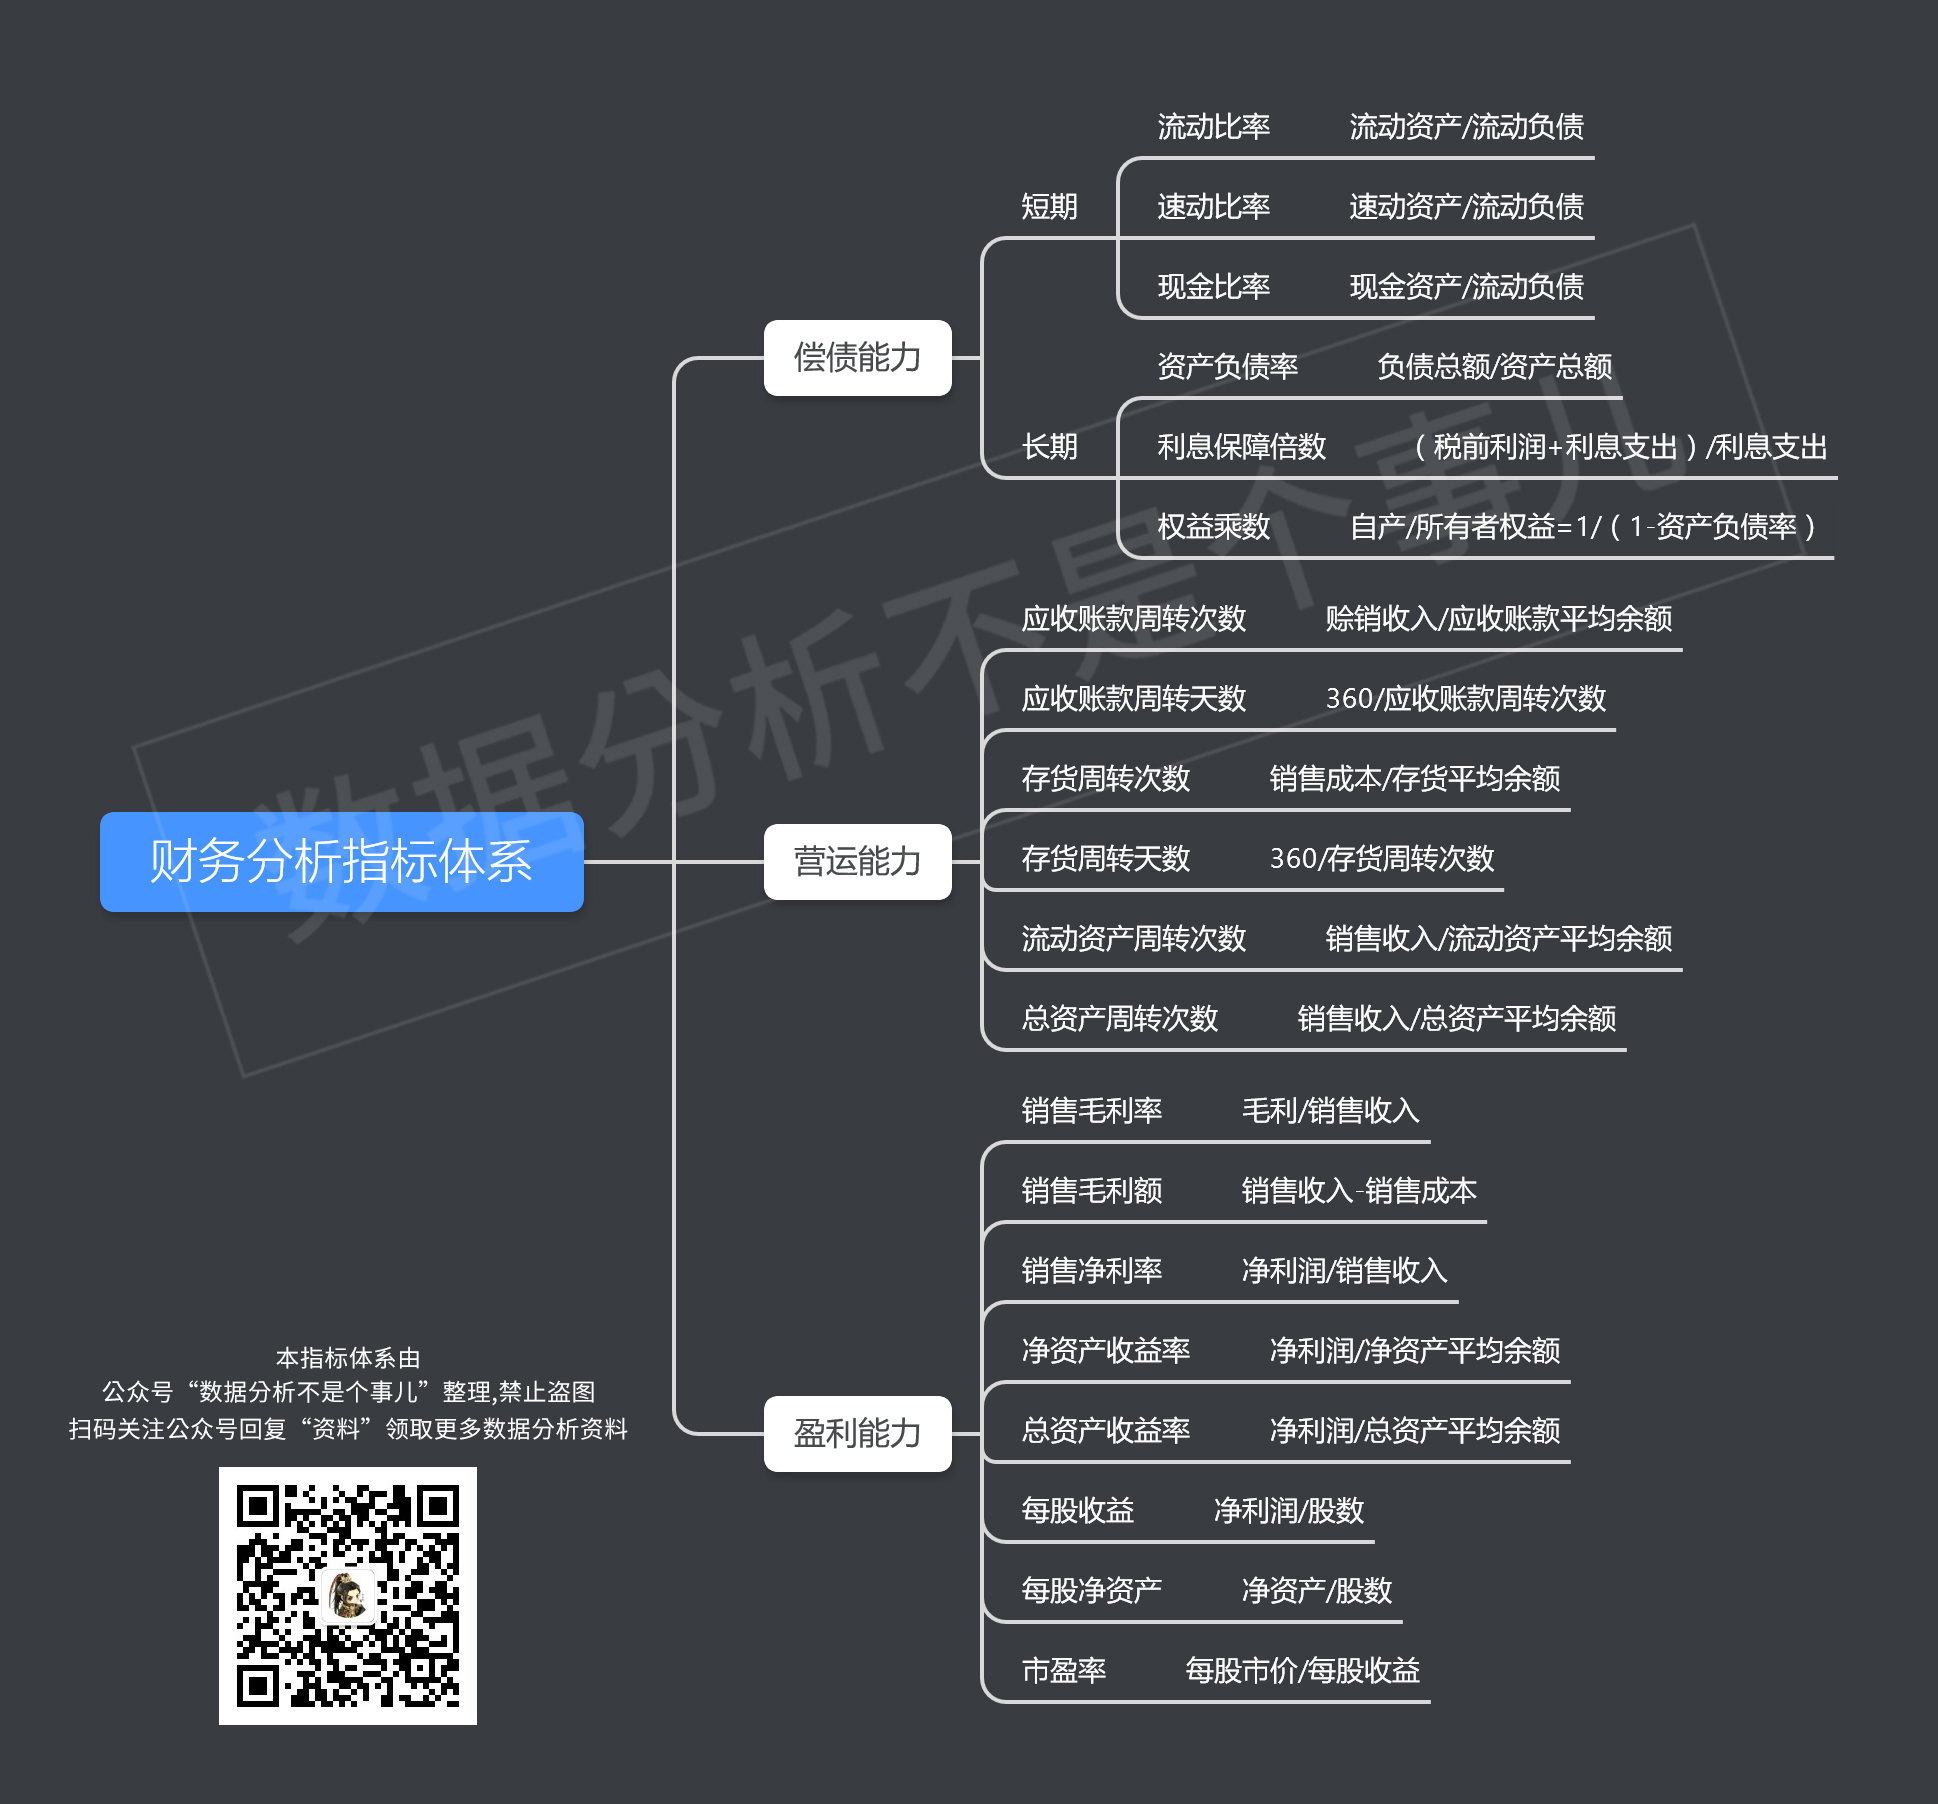 财务分析指标体系
偿债能力
短期
流动比率 流动资产/流动负债
速动比率 速动资产/流动负债
现金比率 现金资产/流动负债
长期
资产负债率 负债总额/资产总额
利息保障倍数 （税前利润+利息支出）/利息支出
权益乘数 自产/所有者权益=1/（1-资产负债率）
营运能力
应收账款周转次数 赊销收入/应收账款平均余额
应收账款周转天数 360/应收账款周转次数
存货周转次数 销售成本/存货平均余额
存货周转天数 360/存货周转次数
流动资产周转次数 销售收入/流动资产平均余额
总资产周转次数 销售收入/总资产平均余额
盈利能力
销售毛利率 毛利/销售收入
销售毛利额 销售收入-销售成本
销售净利率 净利润/销售收入
净资产收益率 净利润/净资产平均余额
总资产收益率 净利润/总资产平均余额
每股收益 净利润/股数
每股净资产 净资产/股数
市盈率 每股市价/每股收益
本指标体系由
公众号“数据分析不是个事儿”整理,禁止盗图
扫码关注公众号回复“资料”领取更多数据分析资料
数据分析不是个事儿